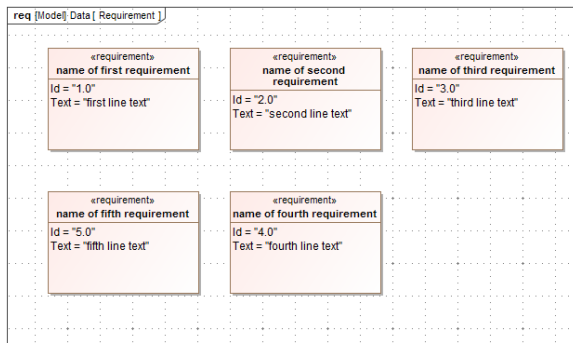 req [Model] Data [ Requirement ]
«requirement»
name of first requirement
Id = "1.0"
Text = "first line text"
«requirement»
name of second
requirement
Id = "2.0"
Text = "second line text"
«requirement»
name of third requirement
Id = "3.0"
Text = "third line text"
«requirement»
name of fifth requirement
Id = "5.0"
Text = "fifth line text"
«requirement»
name of fourth requirement
Id = "4.0"
Text = "fourth line text"